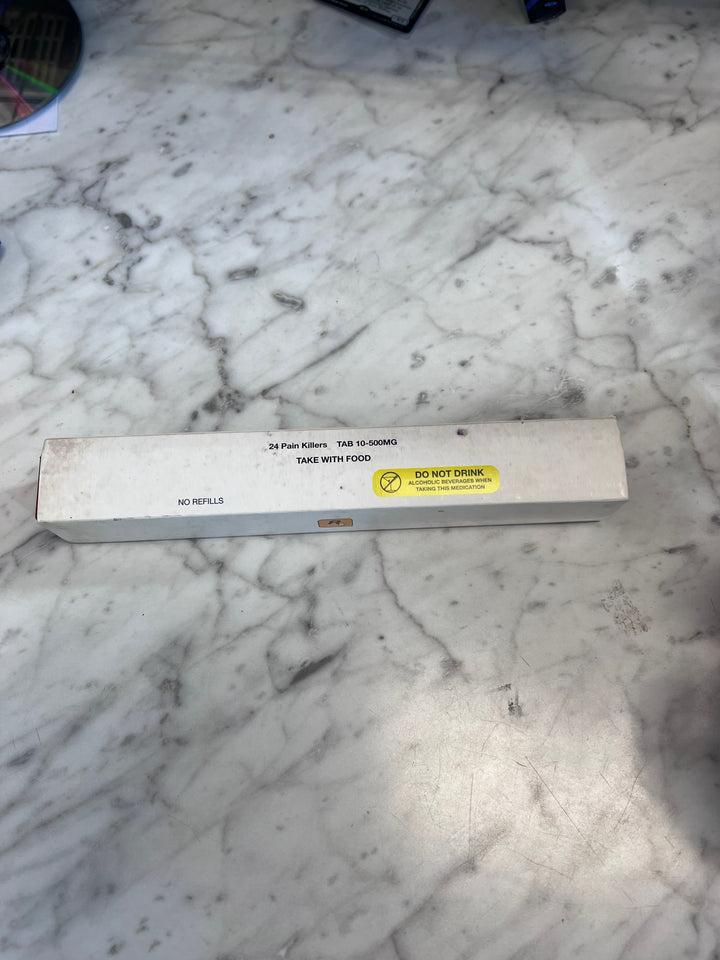 24 Pain Killers TAB 10-500MG
TAKE WITH FOOD
DO NOT DRINK
ALCOHOLIC BEVERAGES WHEN
TAKING THIS MEDICATION
NO REFILLS